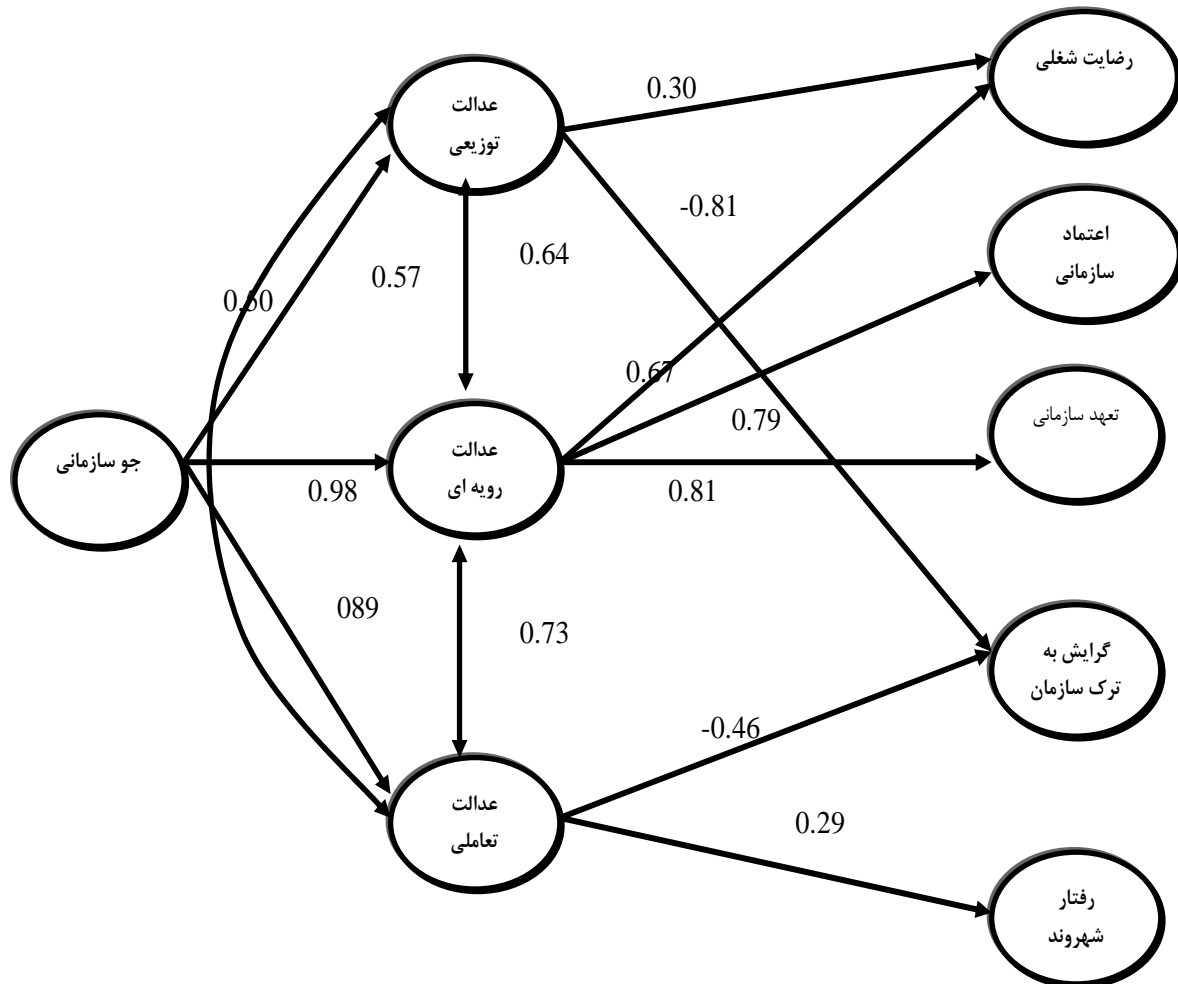 رضایت شغلی
عدالت
توزیعی
0.30
-0.81
اعتماد
سازمانی
0.64
0.57
0.50
0.67
تعهد سازمانی
0.79
جو سازمانی
عدالت
رویه ای
0.98
0.81
089
0.73
گرایش به
ترک سازمان
-0.46
عدالت
تعاملی
0.29
رفتار
شهروند